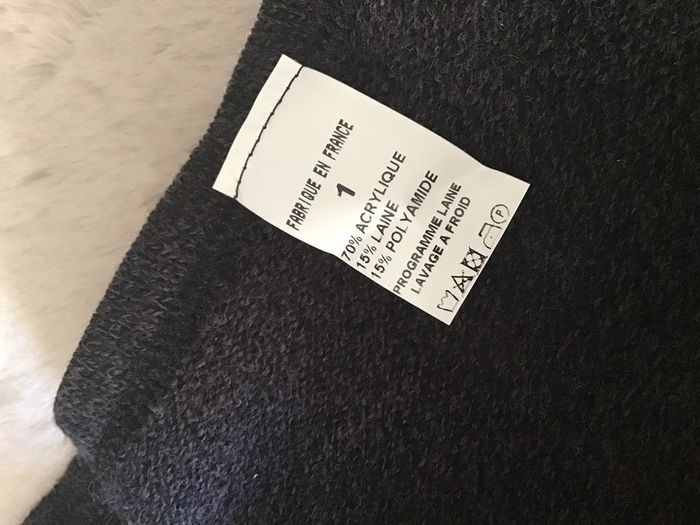 FABRIQUE EN FRANCE
1
70% ACRYLIQUE
15% LAINE
15% POLYAMIDE
PROGRAMME LAINE
LAVAGE A FROID
P